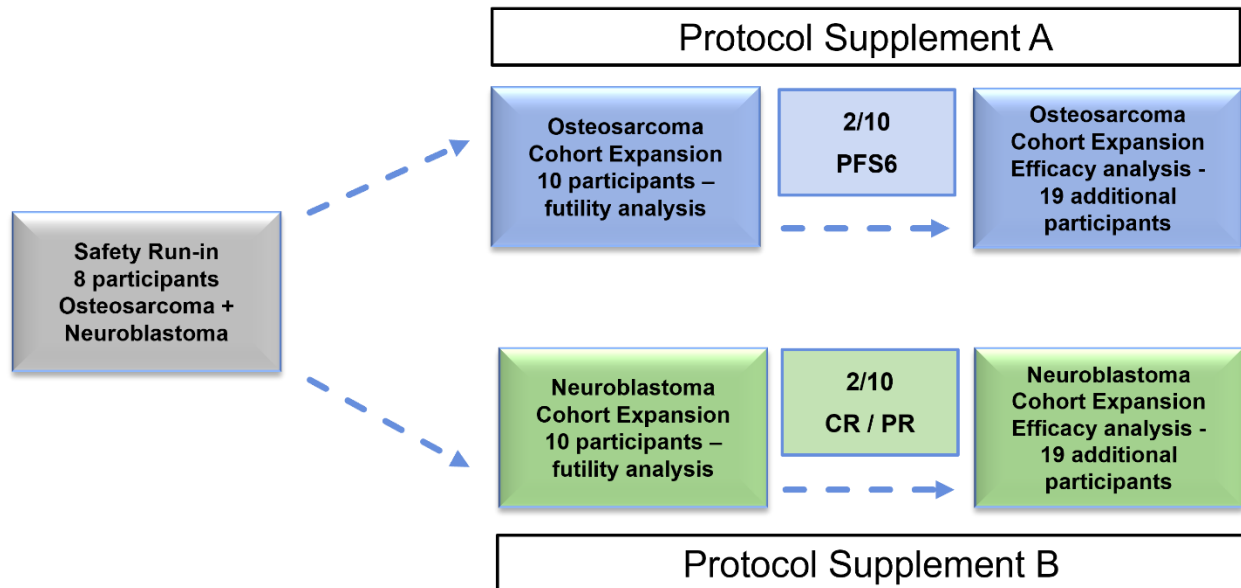 Protocol Supplement A
Safety Run-in
8 participants
Osteosarcoma +
Neuroblastoma
Osteosarcoma
Cohort Expansion
10 participants –
futility analysis
2/10
PFS6
Osteosarcoma
Cohort Expansion
Efficacy analysis -
19 additional
participants
Neuroblastoma
Cohort Expansion
10 participants –
futility analysis
2/10
CR / PR
Neuroblastoma
Cohort Expansion
Efficacy analysis -
19 additional
participants
Protocol Supplement B